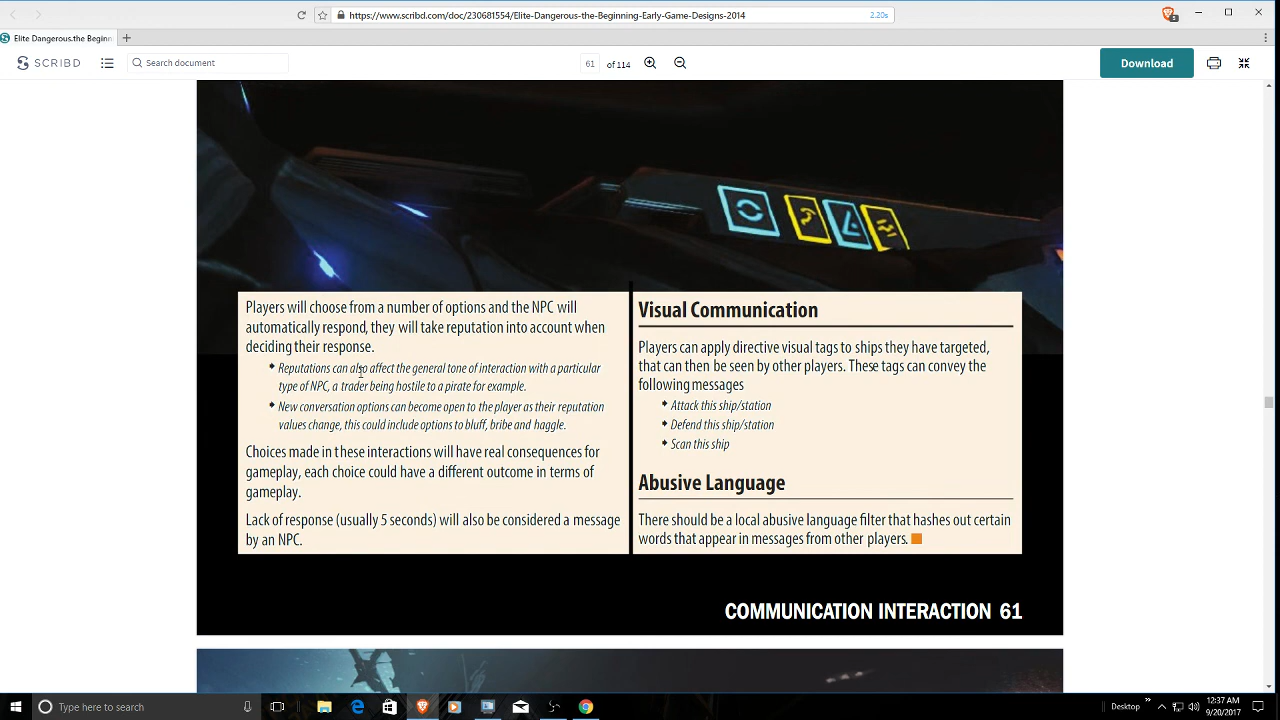 https://www.scribd.com/doc/230681554/Elite-Dangerous-the-Beginning-Early-Game-Designs-2014
2.20s
Elite Dangerous.the Beginn
SCRIBD
Search document
61 of 114
Download
Players will choose from a number of options and the NPC will
automatically respond, they will take reputation into account when
deciding their response.
Reputations can also affect the general tone of interaction with a particular
type of NPC, a trader being hostile to a pirate for example.
New conversation options can become open to the player as their reputation
values change, this could include options to bluff, bribe and haggle.
Choices made in these interactions will have real consequences for
gameplay, each choice could have a different outcome in terms of
gameplay.
Lack of response (usually 5 seconds) will also be considered a message
by an NPC.
Visual Communication
Players can apply directive visual tags to ships they have targeted,
that can then be seen by other players. These tags can convey the
following messages
Attack this ship/station
Defend this ship/station
Scan this ship
Abusive Language
There should be a local abusive language filter that hashes out certain
words that appear in messages from other players.
COMMUNICATION INTERACTION 61
Type here to search
Desktop
12:37 AM
9/20/2017